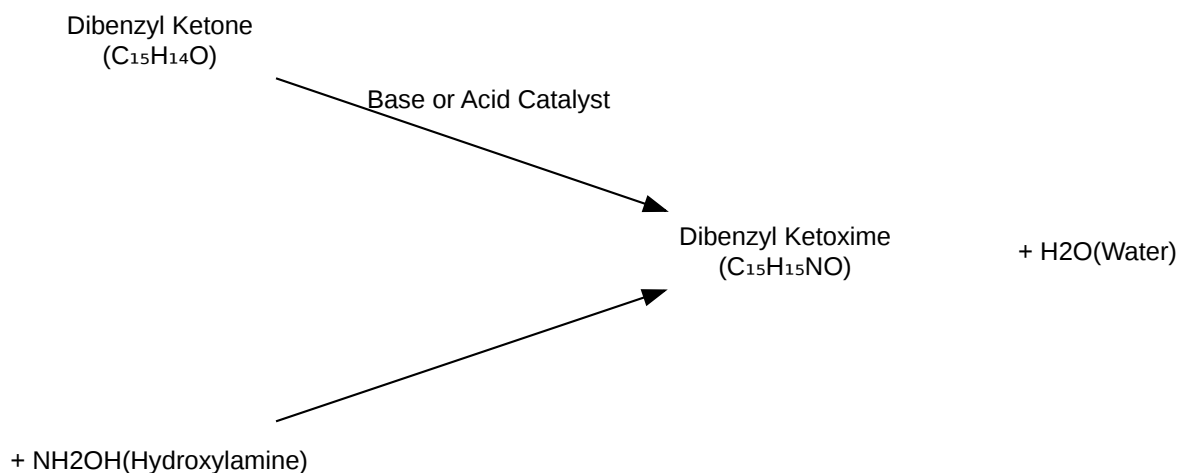 Dibenzyl Ketone
(C₁₅H₁₄O)
Base or Acid Catalyst
Dibenzyl Ketoxime
(C₁₅H₁₅NO)
+ H2O(Water)
+ NH2OH(Hydroxylamine)